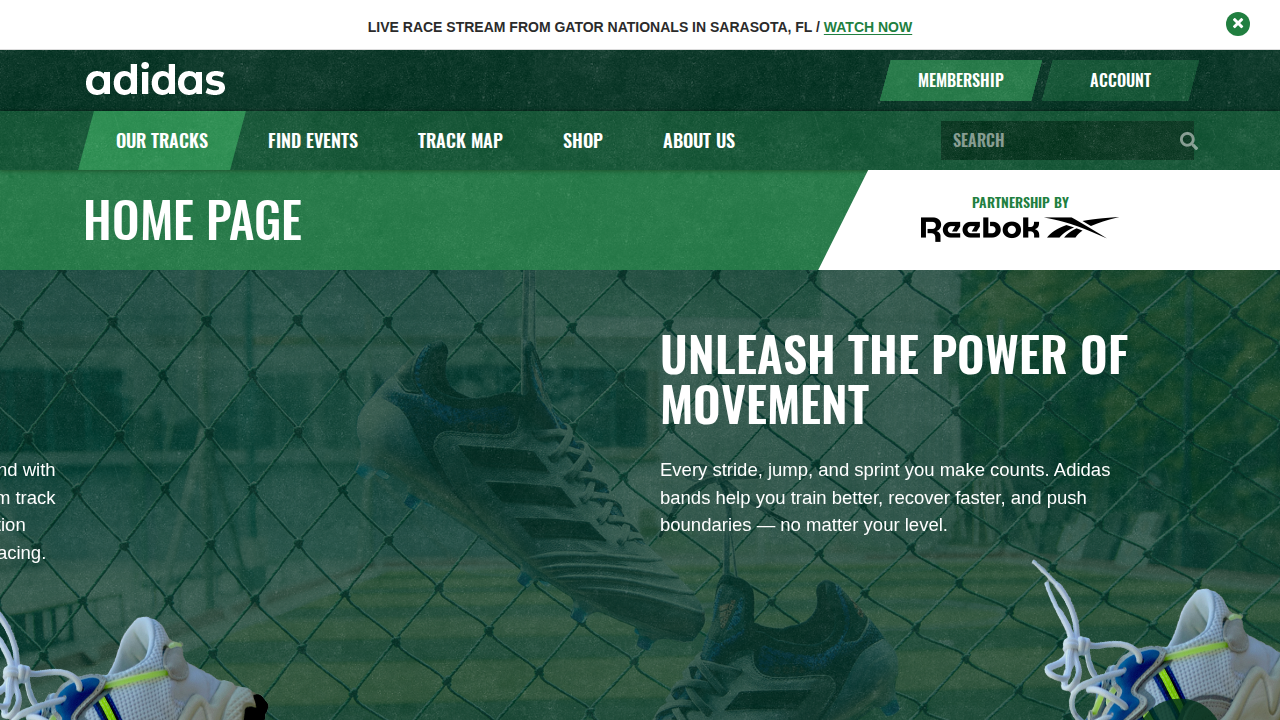 LIVE RACE STREAM FROM GATOR NATIONALS IN SARASOTA, FL / WATCH NOW
adidas
MEMBERSHIP
ACCOUNT
OUR TRACKS
FIND EVENTS
TRACK MAP
SHOP
ABOUT US
SEARCH
HOME PAGE
PARTNERSHIP BY
Reebok
UNLEASH THE POWER OF
MOVEMENT
nd with
m track
tion
acing.
Every stride, jump, and sprint you make counts. Adidas
bands help you train better, recover faster, and push
boundaries — no matter your level.